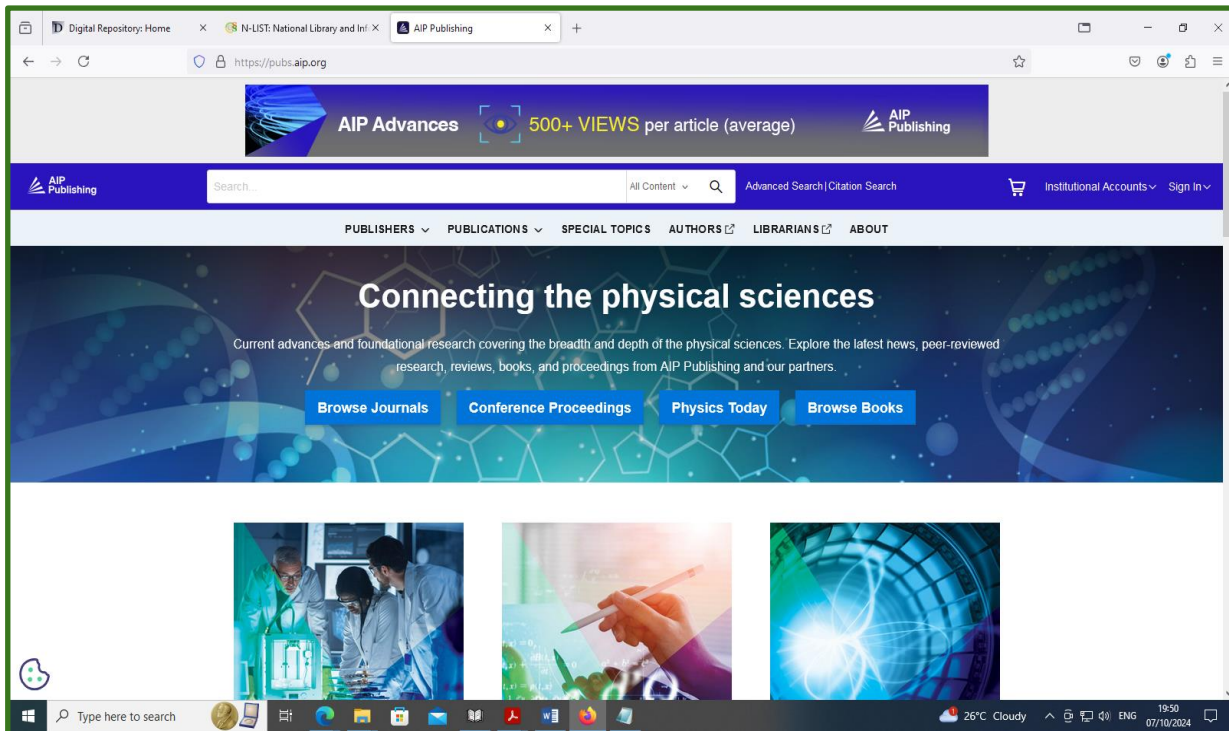 Digital Repository: Home
N-LIST: National Library and Inf
AIP Publishing
https://pubs.aip.org
AIP Advances
500+ VIEWS per article (average)
AIP
Publishing
AIP
Publishing
Search...
All Content
Advanced Search | Citation Search
Institutional Accounts
Sign In
PUBLISHERS
PUBLICATIONS
SPECIAL TOPICS
AUTHORS
LIBRARIANS
ABOUT
Connecting the physical sciences
Current advances and foundational research covering the breadth and depth of the physical sciences. Explore the latest news, peer-reviewed
research, reviews, books, and proceedings from AIP Publishing and our partners.
Browse Journals
Conference Proceedings
Physics Today
Browse Books
Type here to search
26°C Cloudy
ENG
19:50
07/10/2024